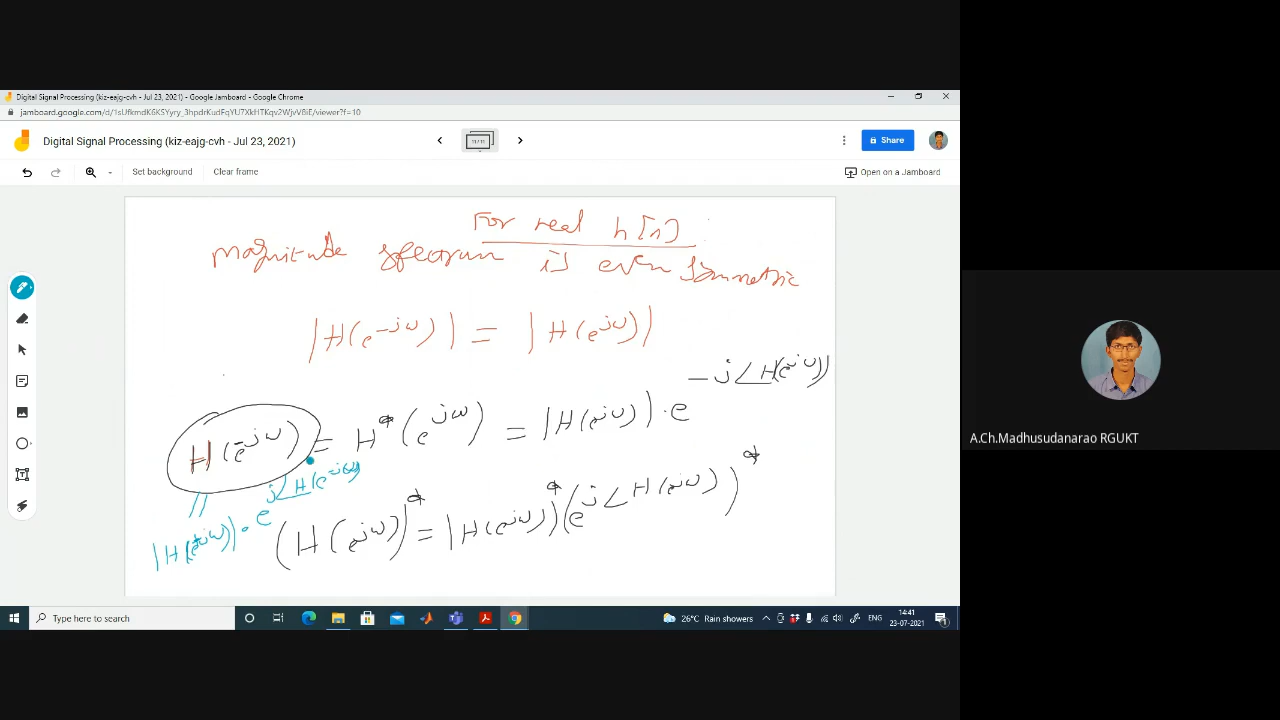 Digital Signal Processing (kiz-eajg-cvh - Jul 23, 2021) - Google Jamboard - Google Chrome
Digital Signal Processing (kiz-eajg-cvh - Jul 23, 2021)
11 / 11
Share
Set background
Clear frame
Open on a Jamboard
For real h[n]
magnitude spectrum is even symmetric
|H(e^-jω)| = |H(e^jω)|
H(e^-jω) = H*(e^jω) = |H(e^jω)| · e^-j∠H(e^jω)
|H(e^-jω)| · e^j∠H(e^-jω)
(H(e^jω))* = |H(e^jω)|* (e^j∠H(e^jω))*
A.Ch.Madhusudanarao RGUKT
Type here to search
26°C Rain showers
ENG
14:41
23-07-2021